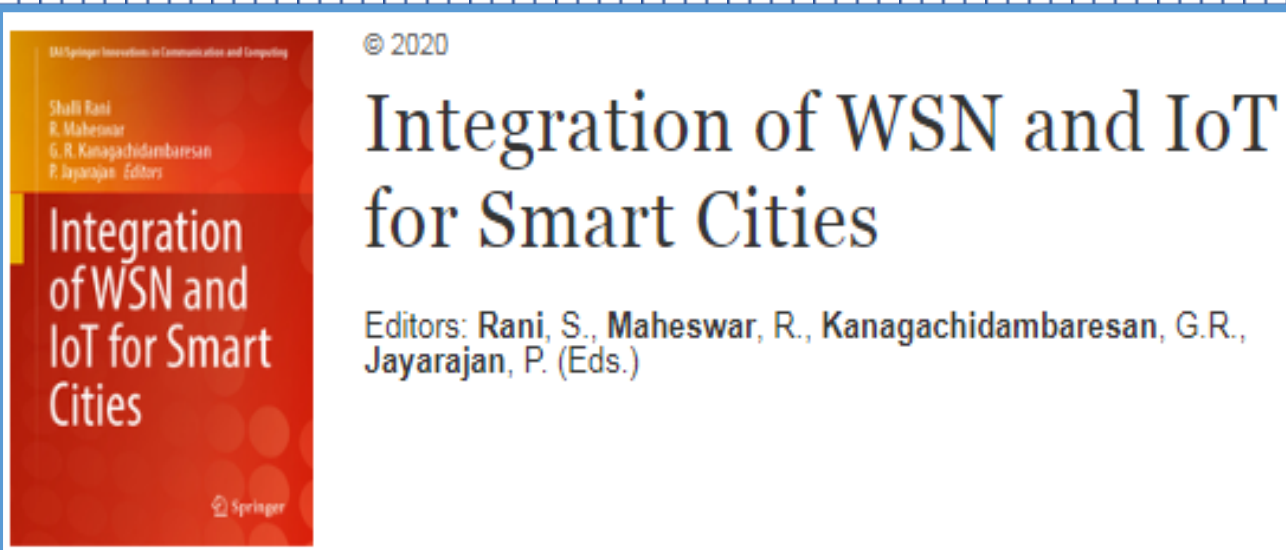 EAI/Springer Innovations in Communication and Computing
Shalli Rani
R. Maheswar
G. R. Kanagachidambaresan
P. Jayarajan Editors
Integration
of WSN and
IoT for Smart
Cities
Springer
© 2020
Integration of WSN and IoT
for Smart Cities
Editors: Rani, S., Maheswar, R., Kanagachidambaresan, G.R.,
Jayarajan, P. (Eds.)